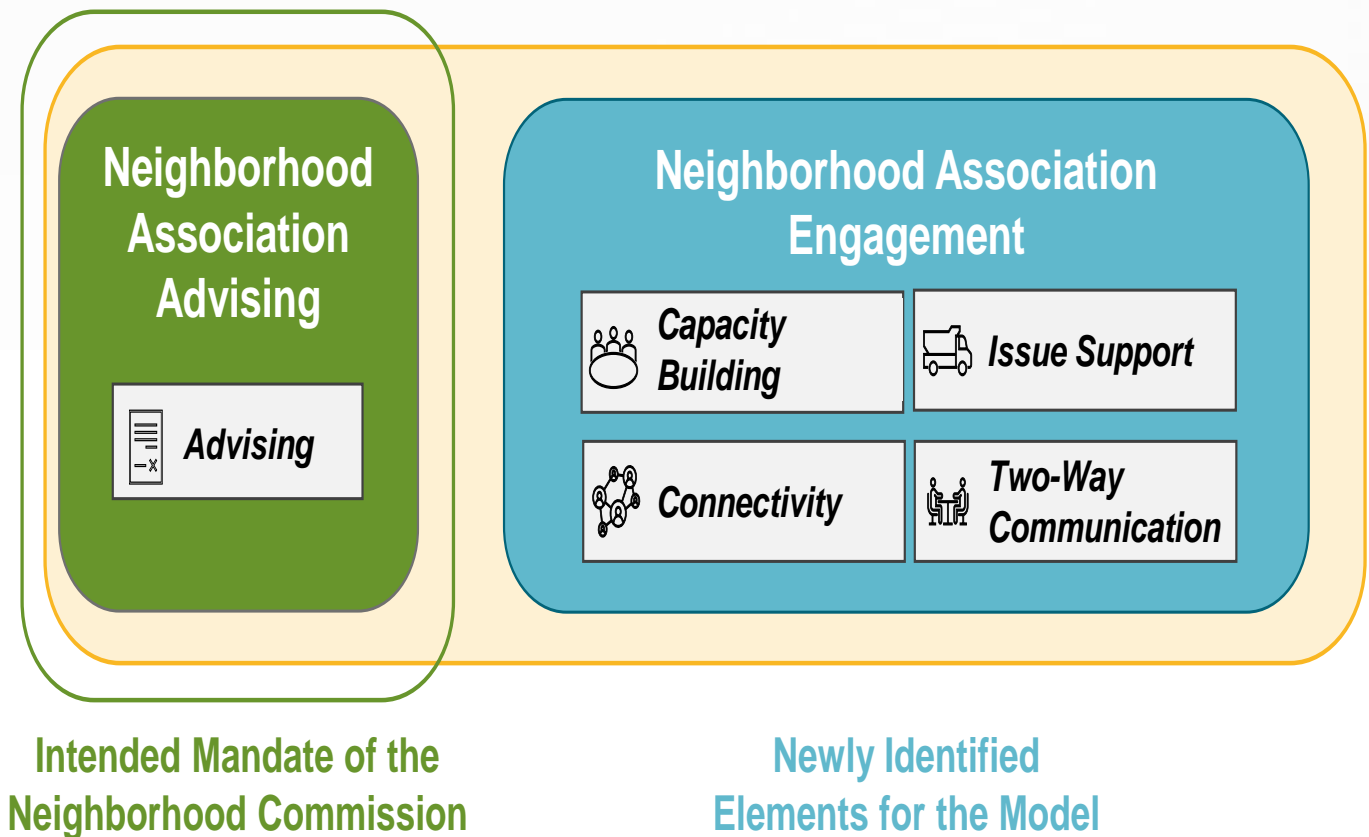 Neighborhood
Association
Advising
Advising
Neighborhood Association
Engagement
Capacity
Building
Issue Support
Connectivity
Two-Way
Communication
Intended Mandate of the
Neighborhood Commission
Newly Identified
Elements for the Model